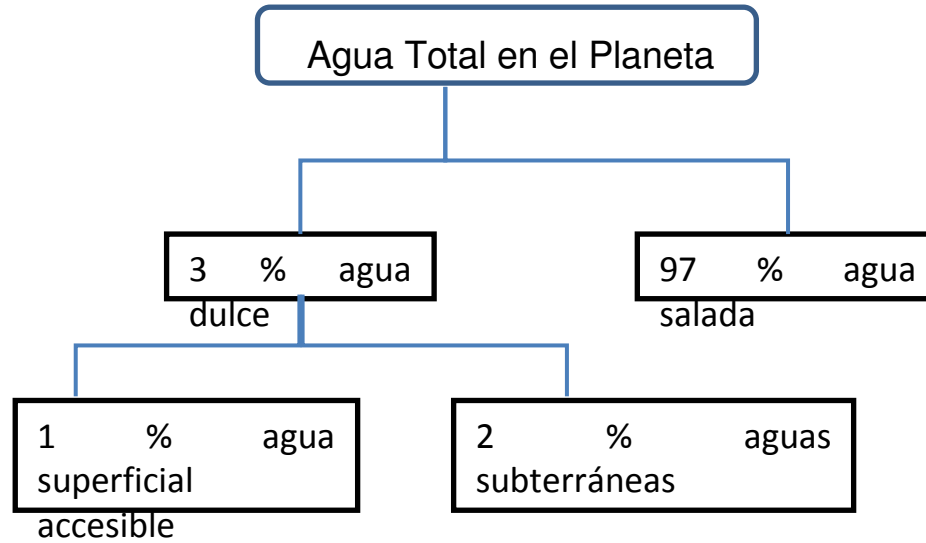 Agua Total en el Planeta
3 % agua
dulce
97 % agua
salada
1 % agua
superficial
accesible
2 % aguas
subterráneas